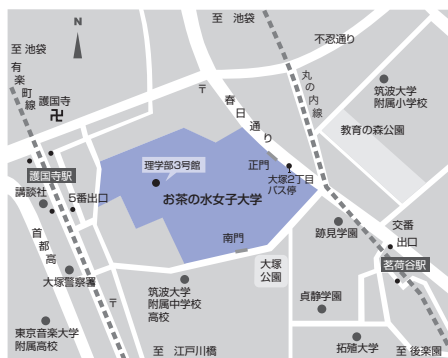 N
至 池袋
至 池袋
不忍通り
有楽町線
護国寺
卍
〒
春日通り
丸の内線
筑波大学
附属小学校
教育の森公園
理学部3号館
正門
護国寺駅
お茶の水女子大学
大塚2丁目
バス停
講談社
5番出口
首都高
南門
跡見学園
交番
出口
大塚
公園
茗荷谷駅
大塚警察署
〒
筑波大学
附属中学校
高校
貞静学園
東京音楽大学
附属高校
拓殖大学
至 江戸川橋
至 後楽園